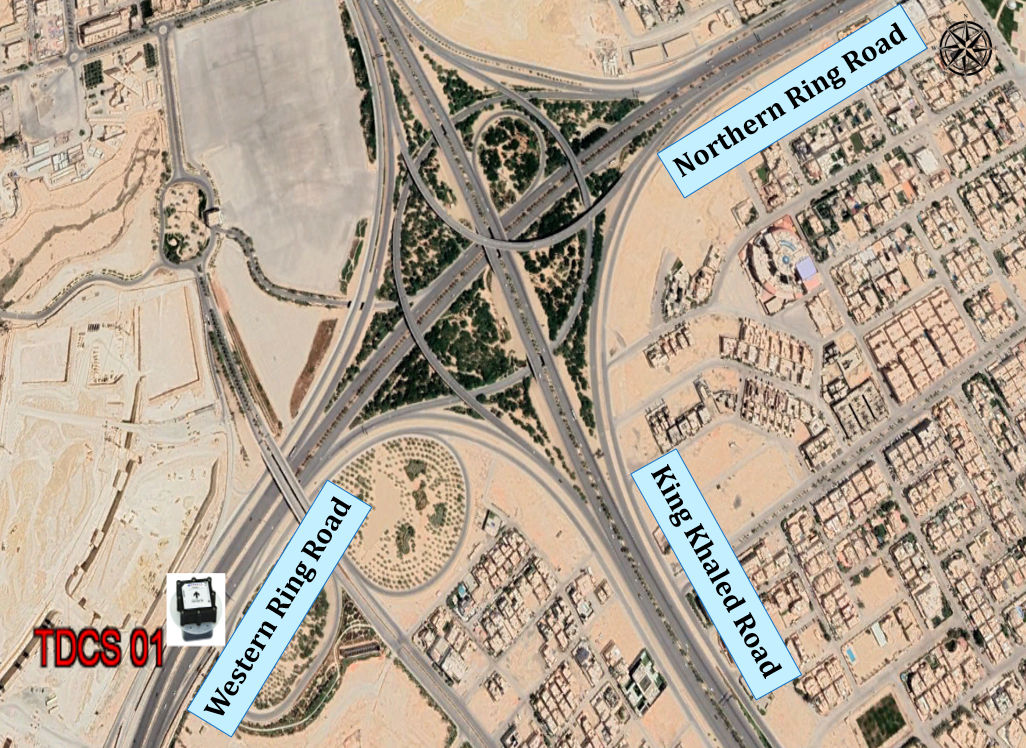 Northern Ring Road
King Khaled Road
Western Ring Road
TDCS 01